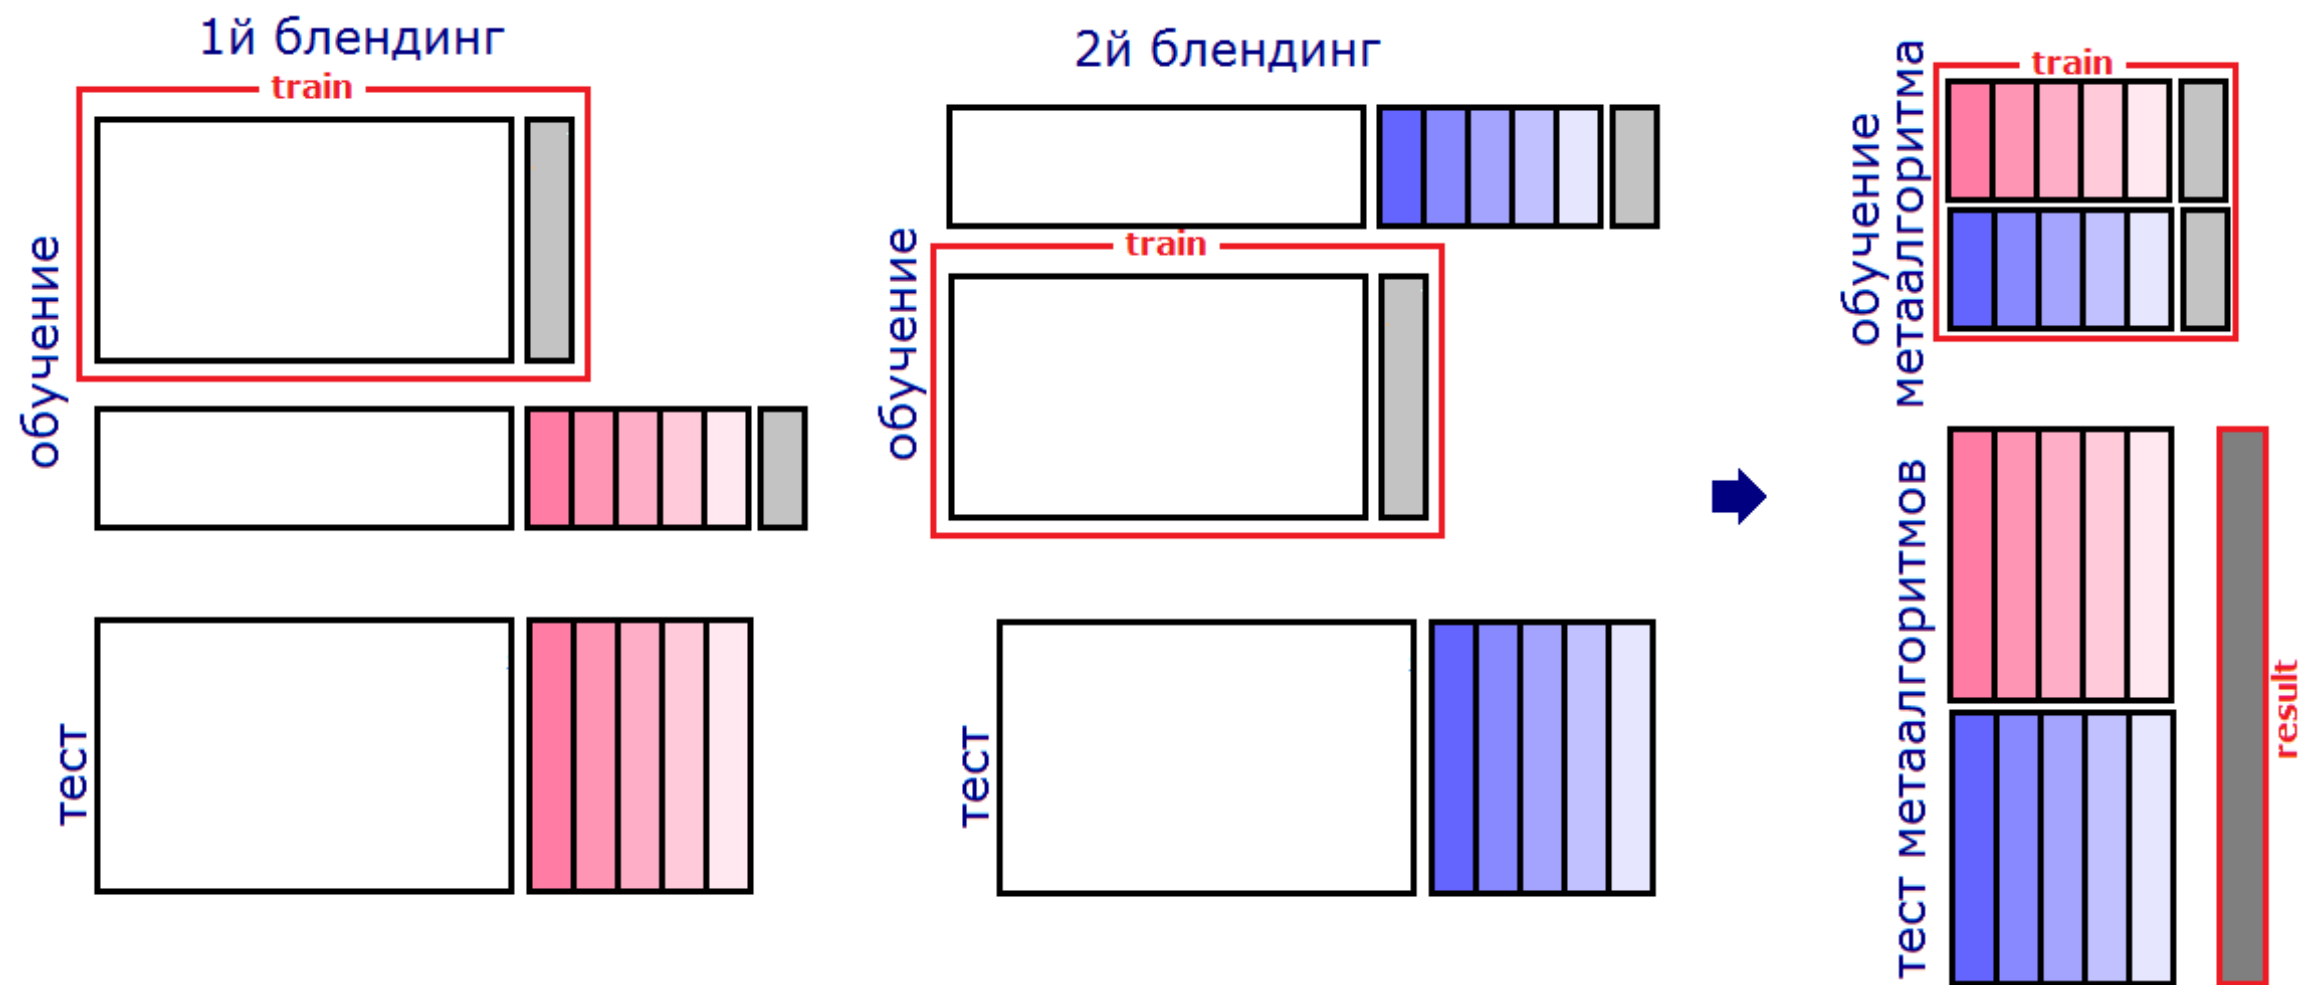 1й блендинг
train
обучение
тест
2й блендинг
train
обучение
тест
train
обучение
метаалгоритма
тест метаалгоритмов
result